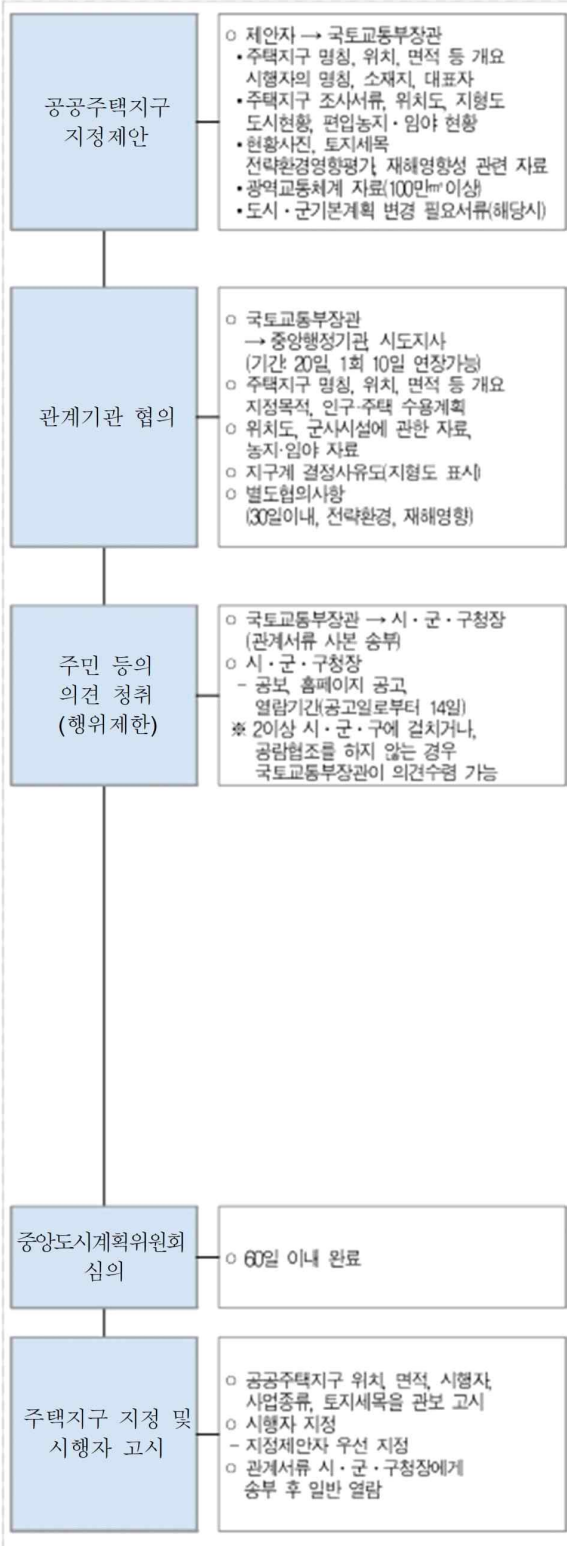 공공주택지구
지정제안
○ 제안자 → 국토교통부장관
▪주택지구 명칭, 위치, 면적 등 개요
시행자의 명칭, 소재지, 대표자
▪주택지구 조사서류, 위치도, 지형도
도시현황, 편입농지·임야 현황
▪현황사진, 토지세목
전략환경영향평가, 재해영향성 관련 자료
▪광역교통체계 자료(100만㎡이상)
▪도시·군기본계획 변경 필요서류(해당시)
관계기관 협의
○ 국토교통부장관
→ 중앙행정기관, 시도지사
(기간: 20일, 1회 10일 연장가능)
○ 주택지구 명칭, 위치, 면적 등 개요
지정목적, 인구·주택 수용계획
○ 위치도, 군사시설에 관한 자료,
농지·임야 자료
○ 지구계 결정사유도(지형도 표시)
○ 별도협의사항
(30일이내, 전략환경, 재해영향)
주민 등의
의견 청취
(행위제한)
○ 국토교통부장관 → 시·군·구청장
(관계서류 사본 송부)
○ 시·군·구청장
- 공보, 홈페이지 공고,
열람기간(공고일로부터 14일)
※ 2이상 시·군·구에 걸치거나,
공람협조를 하지 않는 경우
국토교통부장관이 의견수렴 가능
중앙도시계획위원회
심의
○ 60일 이내 완료
주택지구 지정 및
시행자 고시
○ 공공주택지구 위치, 면적, 시행자,
사업종류, 토지세목을 관보 고시
○ 시행자 지정
- 지정제안자 우선 지정
○ 관계서류 시·군·구청장에게
송부 후 일반 열람